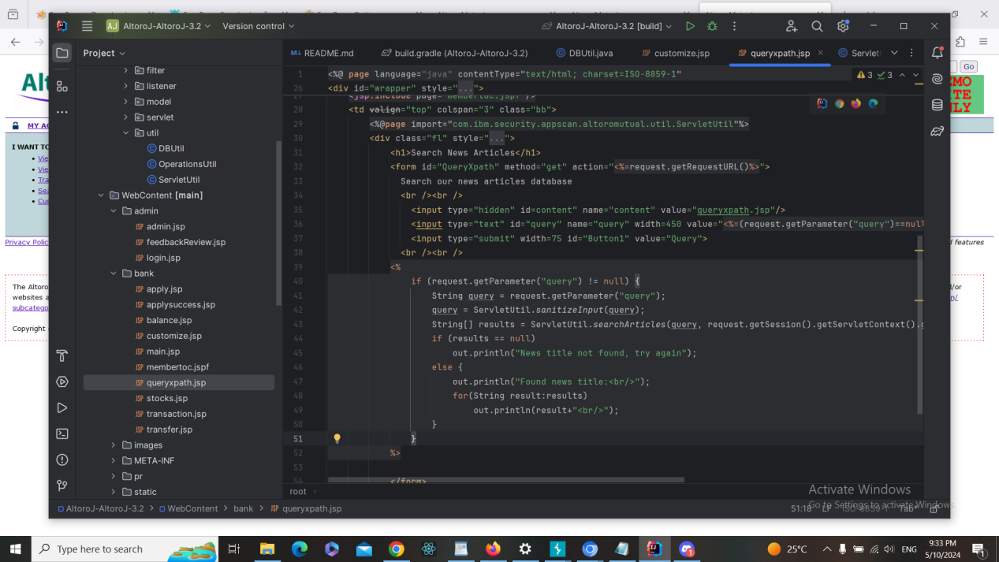 AJ AltoroJ-AltoroJ-3.2 Version control AltoroJ-AltoroJ-3.2 [build]
Project
M↓ README.md build.gradle (AltoroJ-AltoroJ-3.2) DBUtil.java customize.jsp queryxpath.jsp Servlet
filter
listener
model
servlet
util
DBUtil
OperationsUtil
ServletUtil
WebContent [main]
admin
admin.jsp
feedbackReview.jsp
login.jsp
bank
apply.jsp
applysuccess.jsp
balance.jsp
customize.jsp
main.jsp
membertoc.jspf
queryxpath.jsp
stocks.jsp
transaction.jsp
transfer.jsp
images
META-INF
pr
static
1 <%@ page language="java" contentType="text/html; charset=ISO-8859-1" 3 3
26 <div id="wrapper" style="...">
27 <jsp:include page="membertoc.jspf"/>
28 <td valign="top" colspan="3" class="bb">
29 <%@page import="com.ibm.security.appscan.altoromutual.util.ServletUtil"%>
30 <div class="fl" style="...">
31 <h1>Search News Articles</h1>
32 <form id="QueryXpath" method="get" action="<%=request.getRequestURL()%>">
33 Search our news articles database
34 <br /><br />
35 <input type="hidden" id=content" name="content" value="queryxpath.jsp"/>
36 <input type="text" id="query" name="query" width=450 value="<%=(request.getParameter("query")==null
37 <input type="submit" width=75 id="Button1" value="Query">
38 <br /><br />
39 <%
40 if (request.getParameter("query") != null) {
41 String query = request.getParameter("query");
42 query = ServletUtil.sanitizeInput(query);
43 String[] results = ServletUtil.searchArticles(query, request.getSession().getServletContext().g
44 if (results == null)
45 out.println("News title not found, try again");
46 else {
47 out.println("Found news title:<br/>");
48 for(String result:results)
49 out.println(result+"<br/>");
50 }
51 }
52 %>
53
54 </form>
root
AltoroJ-AltoroJ-3.2 > WebContent > bank > queryxpath.jsp 51:18 LF ISO-8859-1 Tab*
Activate Windows
Go to Settings to activate Windows.
Alt
MY AC
I WANT TO
Vie
Vie
Tra
Sea
Cus
Privacy Polic
The Altoro
websites a
subcatego
Copyright
Go
EMO
ITE
NLY
d features
d/or
n/
Type here to search
25°C ENG 9:33 PM
5/10/2024
1